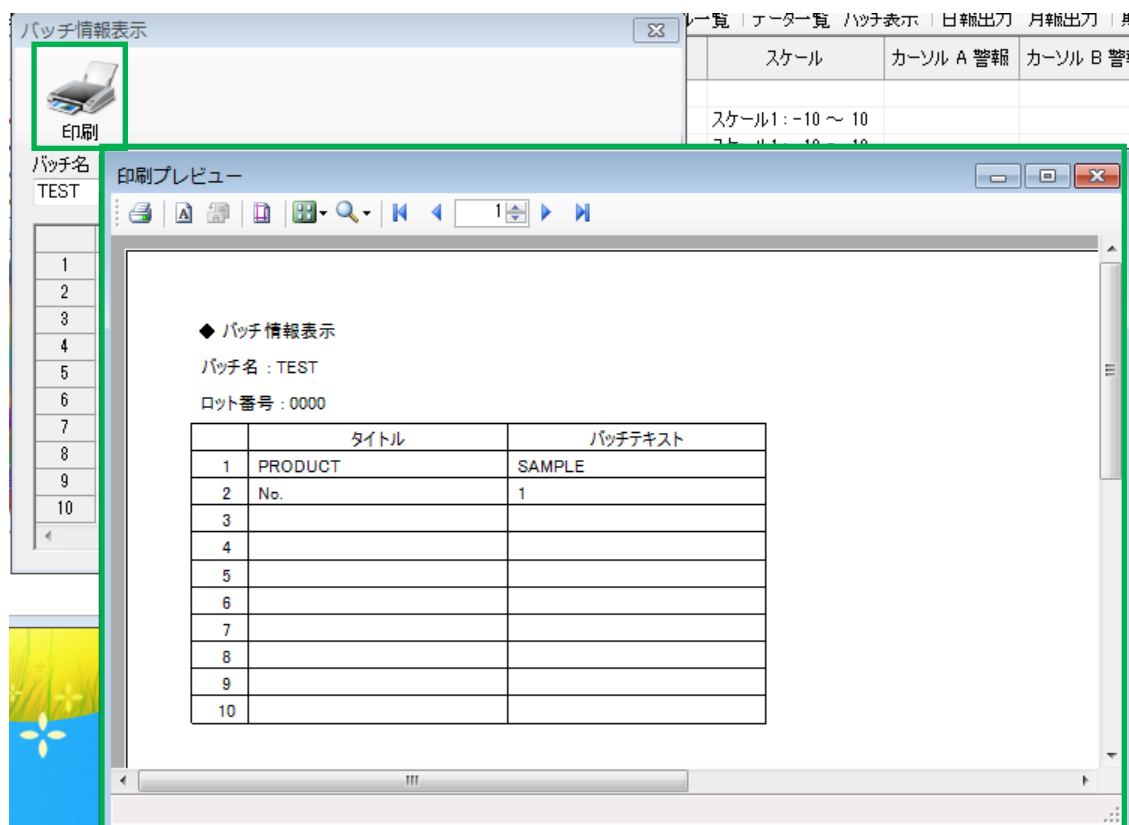 バッチ情報表示
一覧 データ一覧 バッチ表示 日報出力 月報出力
スケール カーソル A 警報 カーソル B
スケール1 : -10 ～ 10
印刷
バッチ名
TEST
1
2
3
4
5
6
7
8
9
10
印刷プレビュー
1
◆ バッチ情報表示
バッチ名 : TEST
ロット番号 : 0000
タイトル バッチテキスト
1 PRODUCT SAMPLE
2 No. 1
3
4
5
6
7
8
9
10